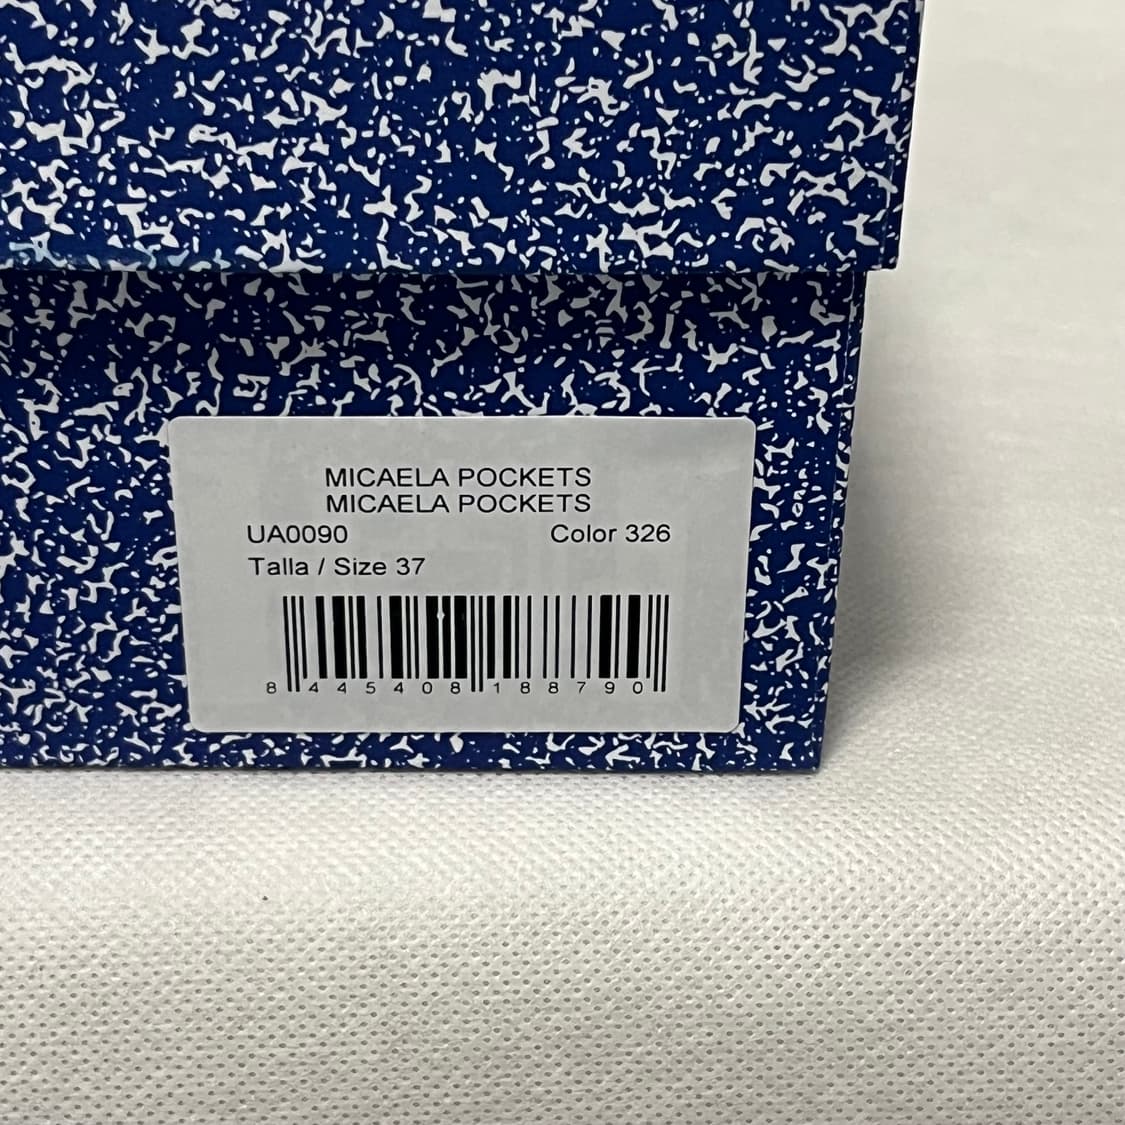 MICAELA POCKETS
MICAELA POCKETS
UA0090 Color 326
Talla / Size 37
8 445408 188790